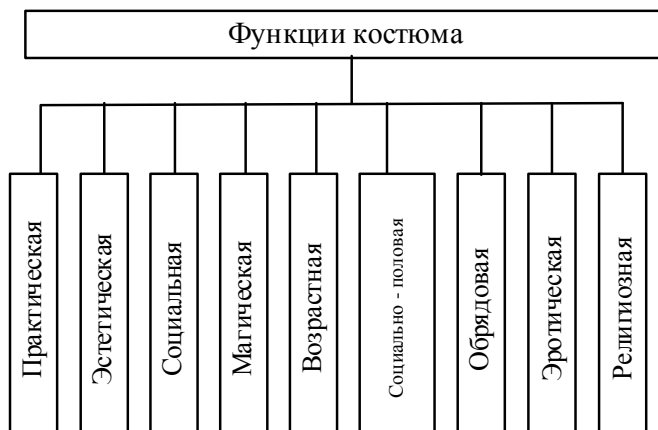 Функции костюма
Практическая
Эстетическая
Социальная
Магическая
Возрастная
Социально - половая
Обрядовая
Эротическая
Религиозная